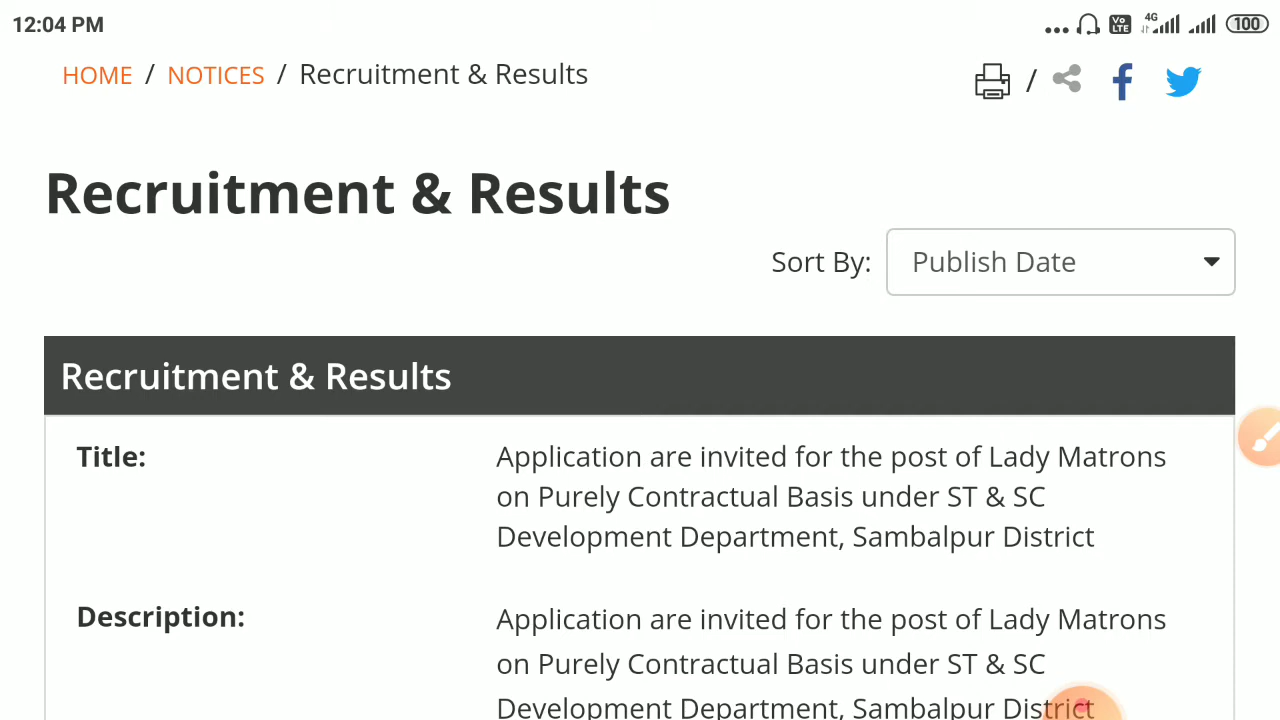 12:04 PM
Vo LTE 4G 100
HOME / NOTICES / Recruitment & Results
/
Recruitment & Results
Sort By: Publish Date
Recruitment & Results
Title: Application are invited for the post of Lady Matrons
on Purely Contractual Basis under ST & SC
Development Department, Sambalpur District
Description: Application are invited for the post of Lady Matrons
on Purely Contractual Basis under ST & SC
Development Department, Sambalpur District